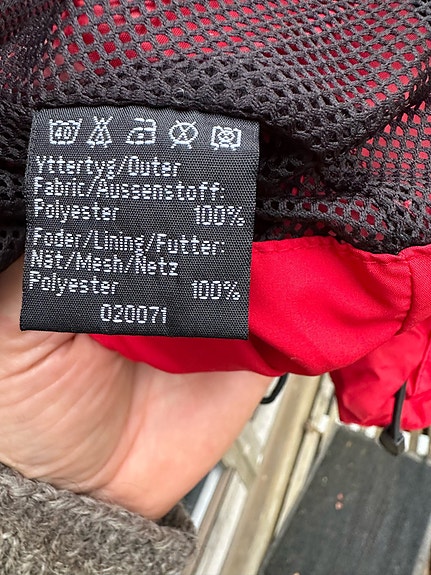 40
Yttertyg/Outer
Fabric/Aussenstoff:
Polyester 100%
Foder/Lining/Futter:
Nät/Mesh/Netz
Polyester 100%
020071